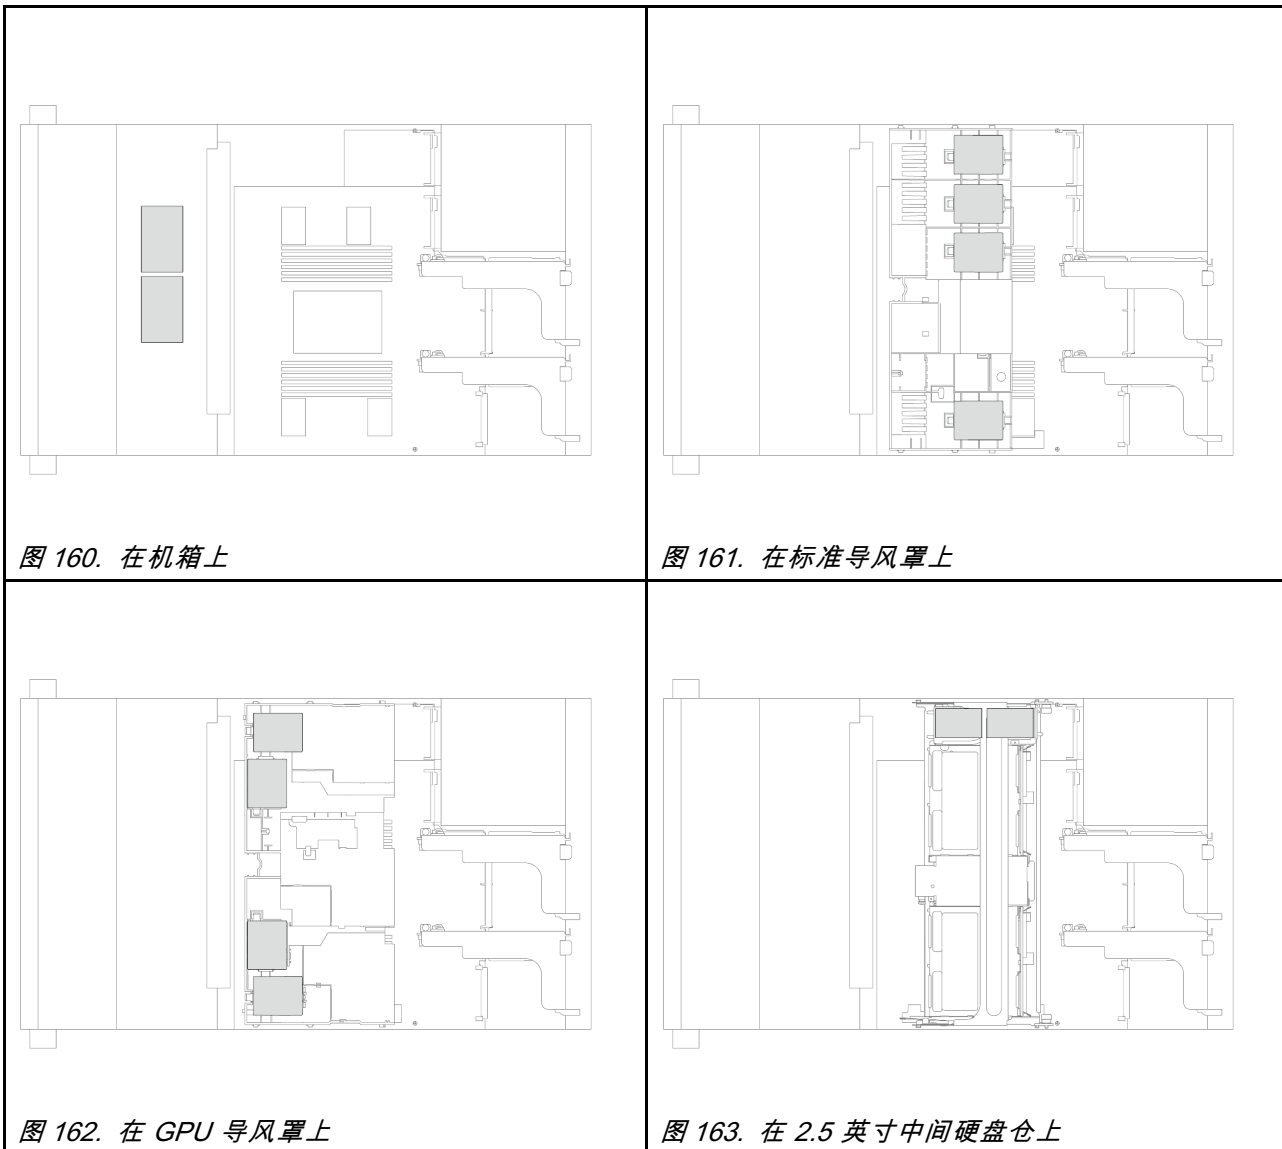 图 160. 在机箱上
图 161. 在标准导风罩上
图 162. 在 GPU 导风罩上
图 163. 在 2.5 英寸中间硬盘仓上